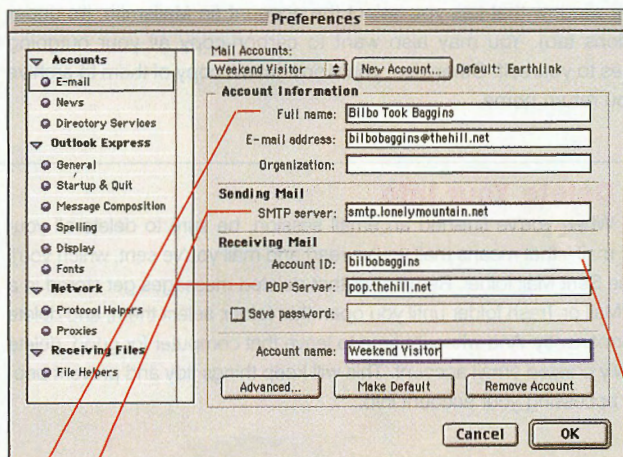 Preferences
Accounts
E-mail
News
Directory Services
Outlook Express
General
Startup & Quit
Message Composition
Spelling
Display
Fonts
Network
Protocol Helpers
Proxies
Receiving Files
File Helpers
Mail Accounts:
Weekend Visitor New Account... Default: Earthlink
Account Information
Full name: Bilbo Took Baggins
E-mail address: bilbobaggins@thehill.net
Organization:
Sending Mail
SMTP server: smtp.lonelymountain.net
Receiving Mail
Account ID: bilbobaggins
POP Server: pop.thehill.net
Save password:
Account name: Weekend Visitor
Advanced... Make Default Remove Account
Cancel OK